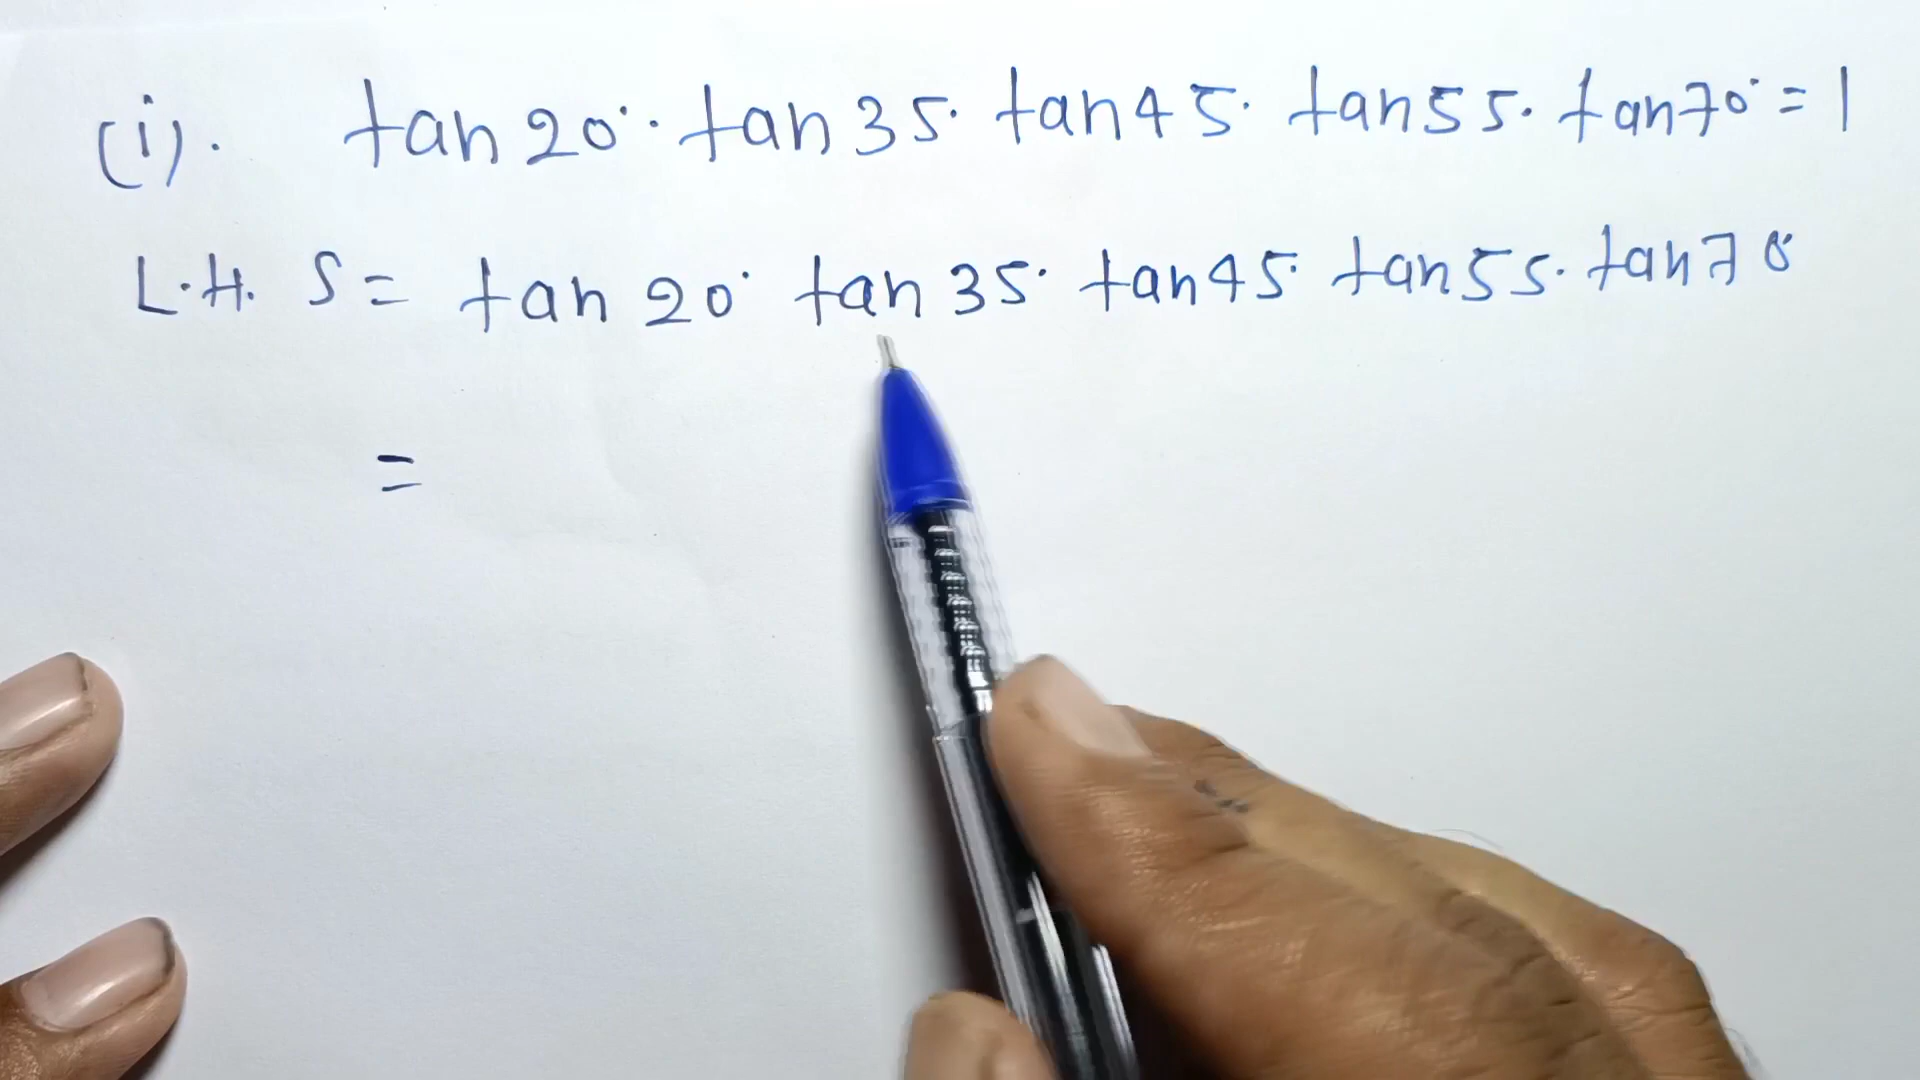 (i). tan 20°. tan 35° tan 45° tan 55° tan 70° = 1
L.H.S = tan 20° tan 35° tan 45° tan 55° tan 70°
=